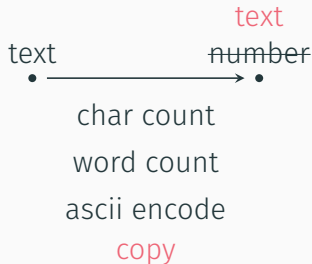 text
text number
char count
word count
ascii encode
copy